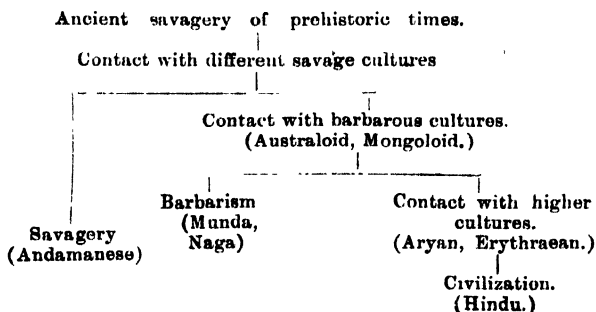 Ancient savagery of prehistoric times.
Contact with different savage cultures
Contact with barbarous cultures.
(Australoid, Mongoloid.)
Barbarism
(Munda,
Naga)
Savagery
(Andamanese)
Contact with higher
cultures.
(Aryan, Erythraean.)
Civilization.
(Hindu.)